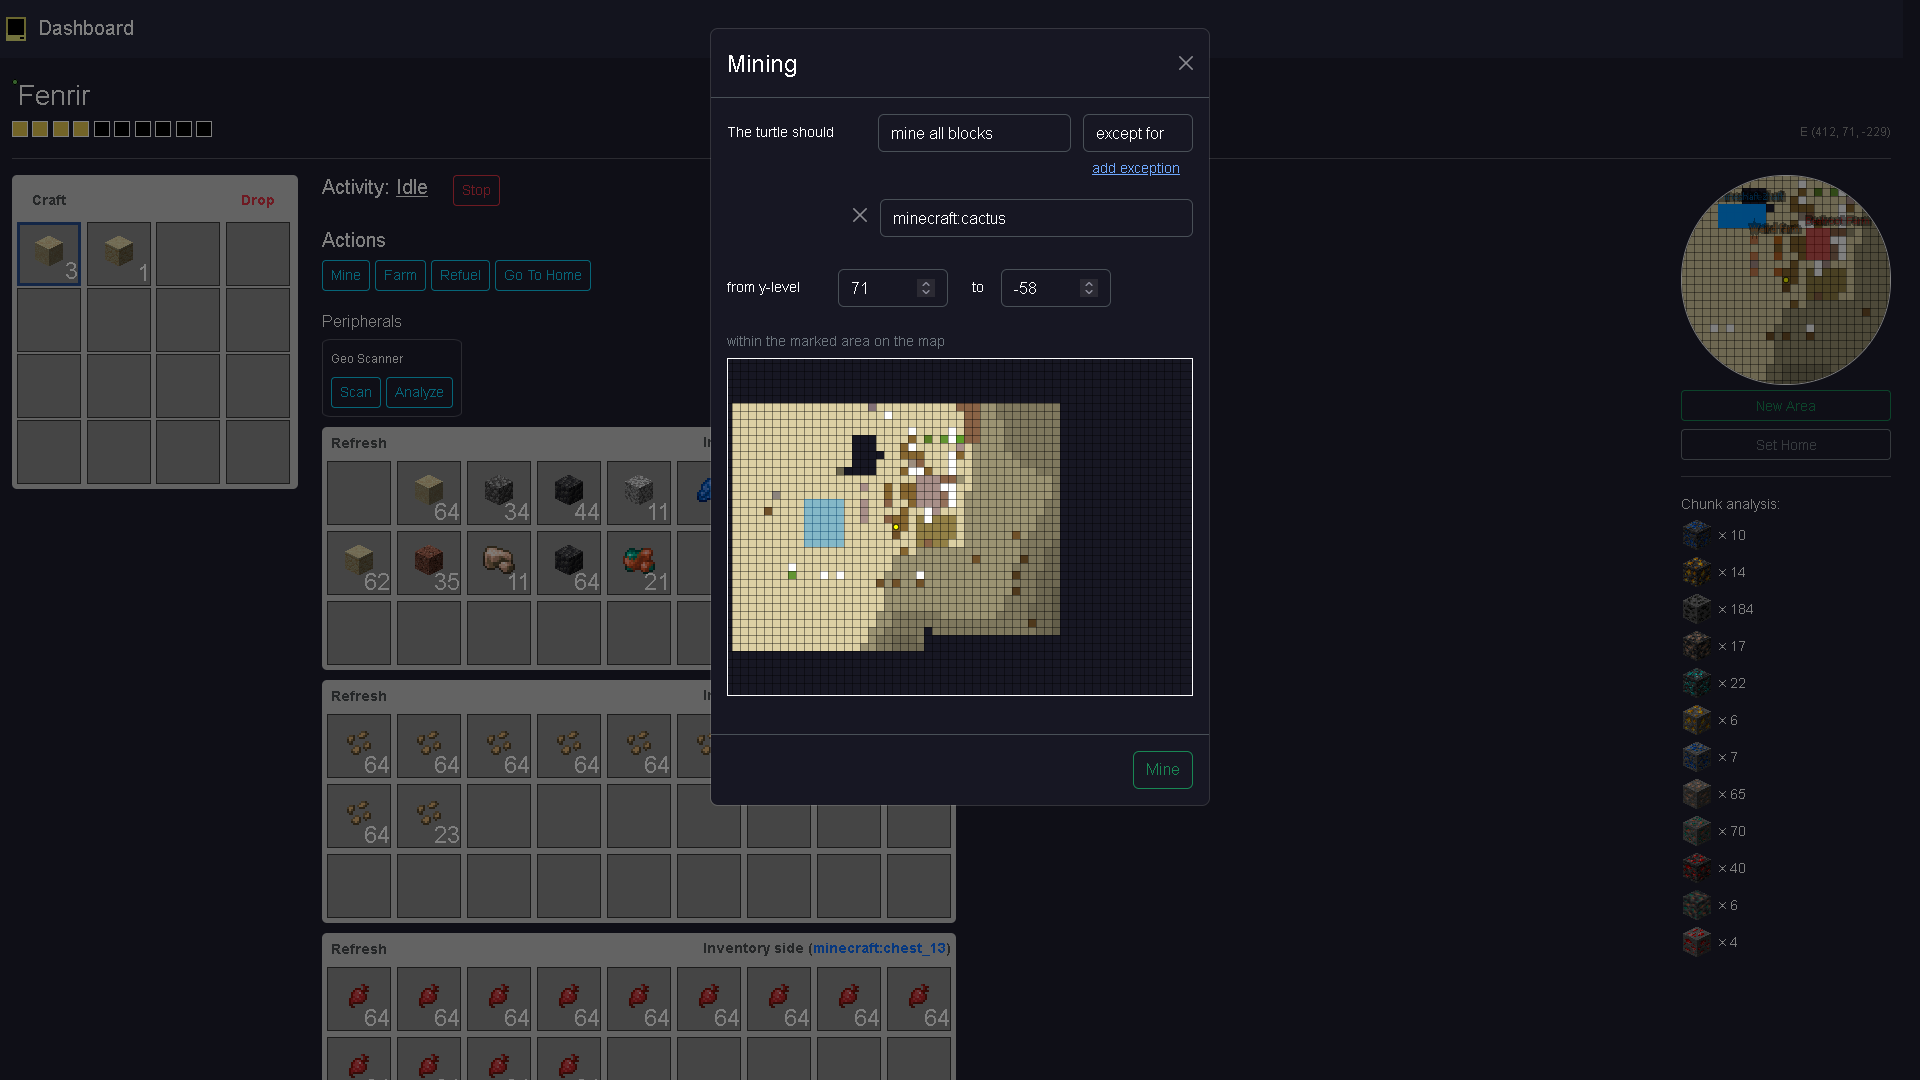 Dashboard
Fenrir
E (412, 71, -229)
Craft
Drop
3
1
Activity: Idle
Stop
Actions
Mine
Farm
Refuel
Go To Home
Peripherals
Geo Scanner
Scan
Analyze
Refresh
64
34
44
11
62
35
11
64
21
Refresh
64
64
64
64
64
64
23
Refresh
Inventory side (minecraft:chest_13)
64
64
64
64
64
64
64
64
64
Mining
The turtle should
mine all blocks
except for
add exception
minecraft:cactus
from y-level
71
to
-58
within the marked area on the map
Mine
New Area
Set Home
Chunk analysis:
× 10
× 14
× 184
× 17
× 22
× 6
× 7
× 65
× 70
× 40
× 6
× 4